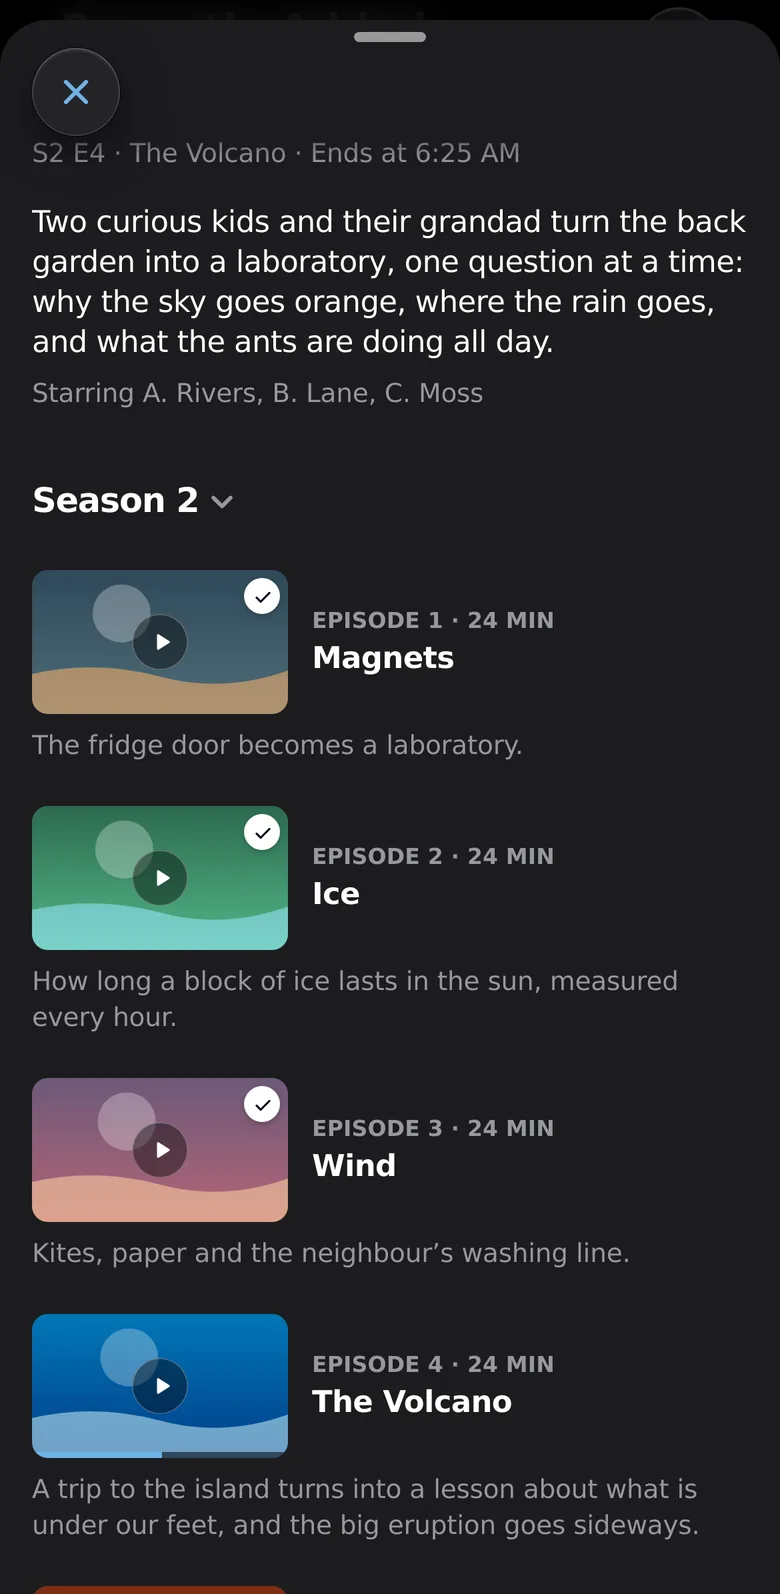 S2 E4 · The Volcano · Ends at 6:25 AM
Two curious kids and their grandad turn the back
garden into a laboratory, one question at a time:
why the sky goes orange, where the rain goes,
and what the ants are doing all day.
Starring A. Rivers, B. Lane, C. Moss
Season 2
EPISODE 1 · 24 MIN
Magnets
The fridge door becomes a laboratory.
EPISODE 2 · 24 MIN
Ice
How long a block of ice lasts in the sun, measured
every hour.
EPISODE 3 · 24 MIN
Wind
Kites, paper and the neighbour’s washing line.
EPISODE 4 · 24 MIN
The Volcano
A trip to the island turns into a lesson about what is
under our feet, and the big eruption goes sideways.